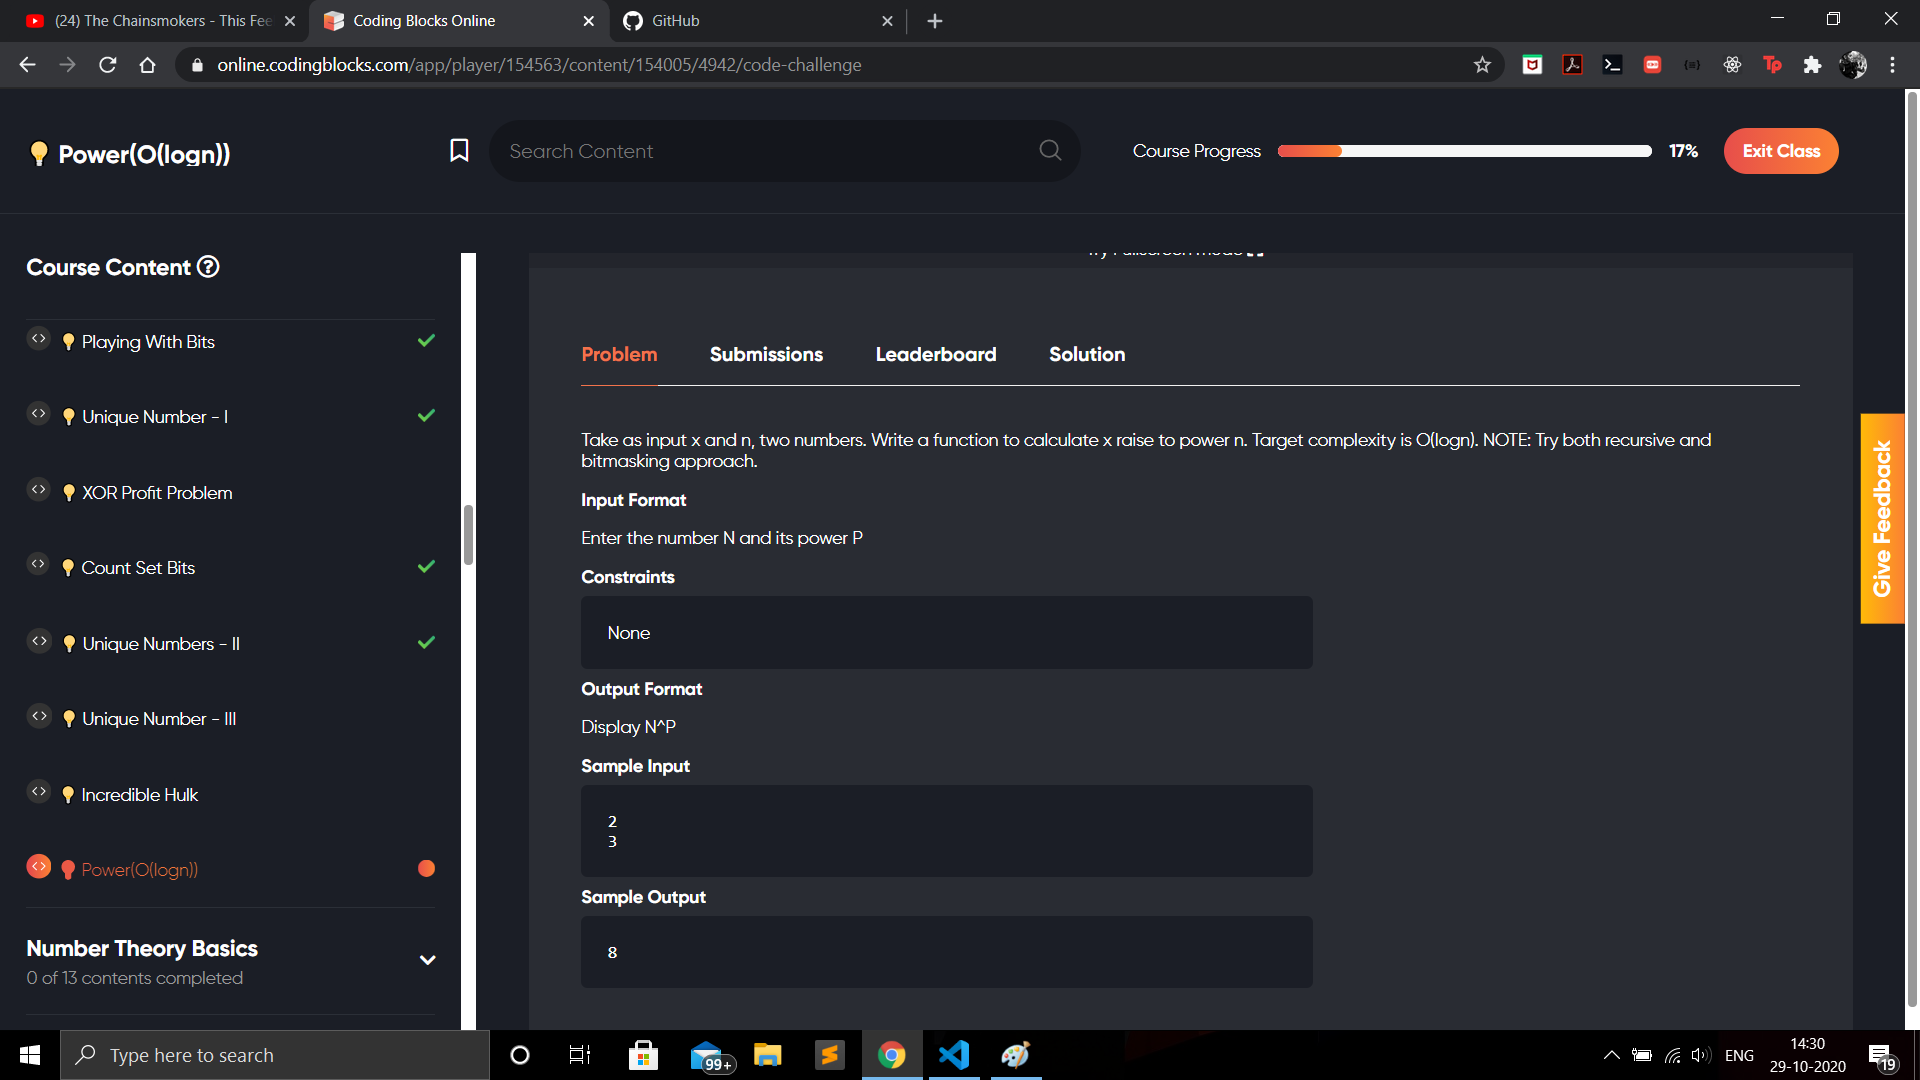 (24) The Chainsmokers - This Fee
Coding Blocks Online
GitHub
online.codingblocks.com/app/player/154563/content/154005/4942/code-challenge
Power(O(logn))
Search Content
Course Progress
17%
Exit Class
Course Content
Try Fullscreen mode
Playing With Bits
Unique Number - I
XOR Profit Problem
Count Set Bits
Unique Numbers - II
Unique Number - III
Incredible Hulk
Power(O(logn))
Number Theory Basics
0 of 13 contents completed
Problem
Submissions
Leaderboard
Solution
Take as input x and n, two numbers. Write a function to calculate x raise to power n. Target complexity is O(logn). NOTE: Try both recursive and
bitmasking approach.
Input Format
Enter the number N and its power P
Constraints
None
Output Format
Display N^P
Sample Input
2
3
Sample Output
8
Give Feedback
Type here to search
99+
ENG
14:30
29-10-2020
19